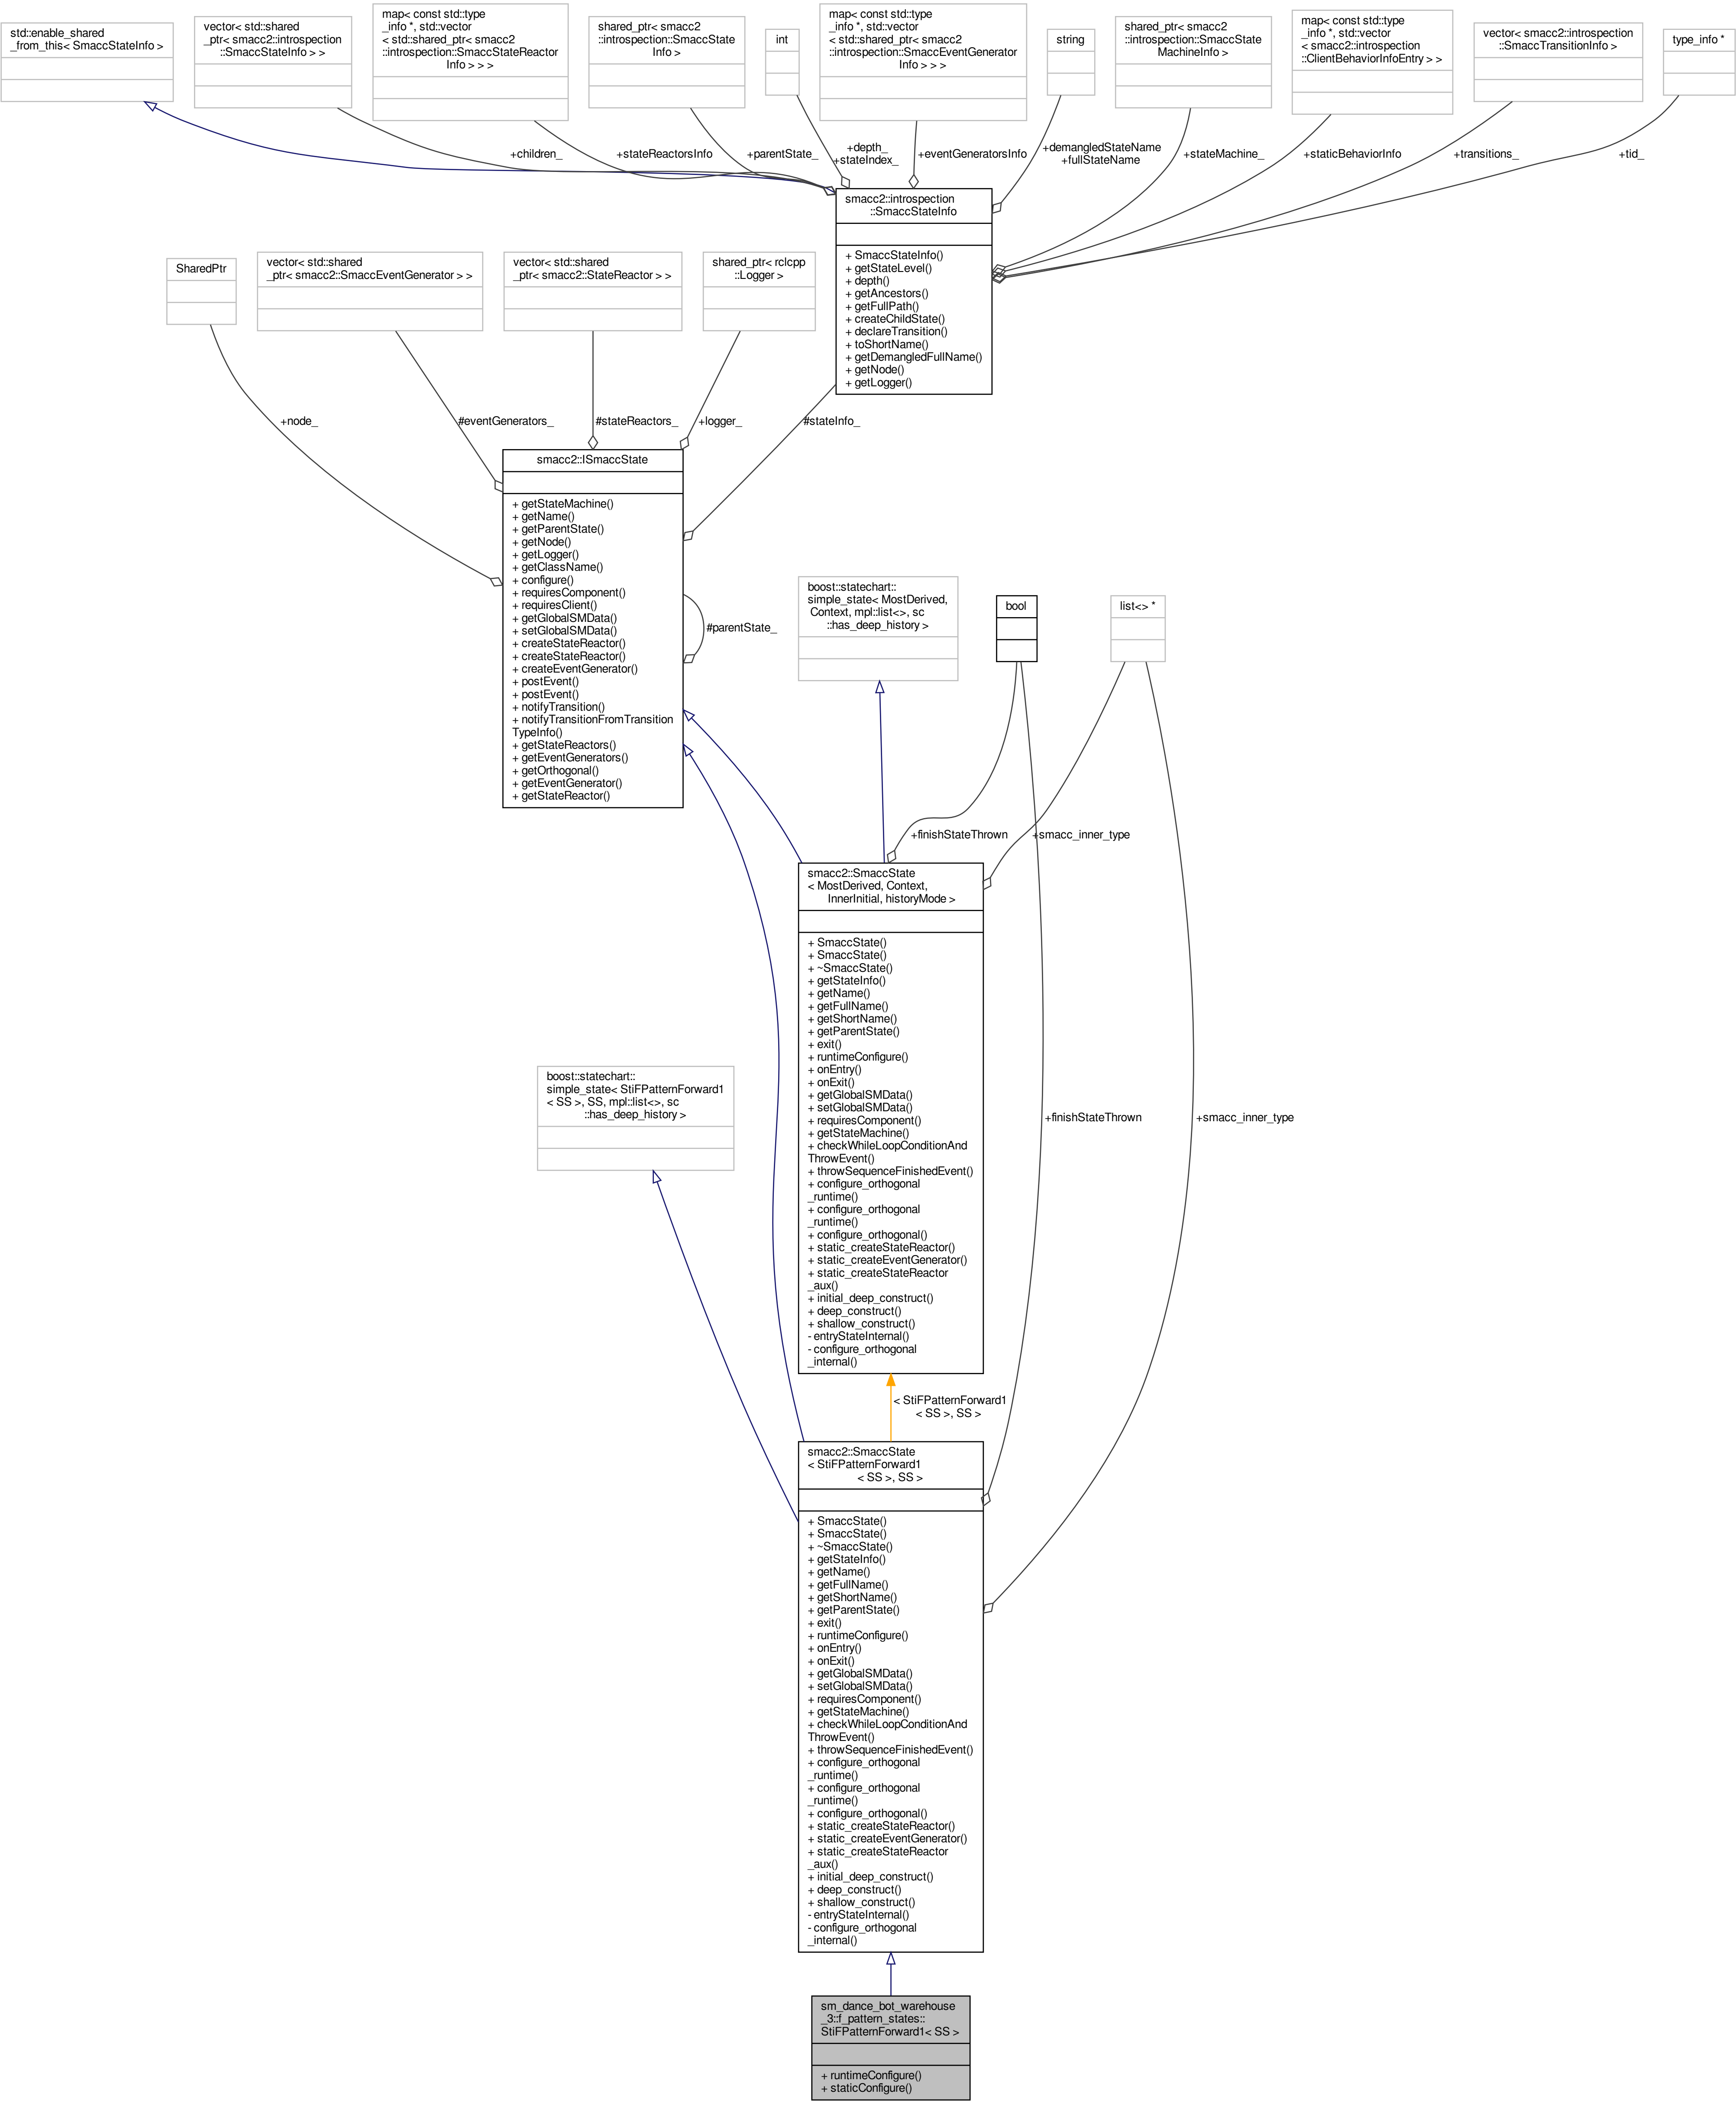 std::enable_shared
_from_this< SmaccStateInfo >
vector< std::shared
_ptr< smacc2::introspection
::SmaccStateInfo > >
map< const std::type
_info *, std::vector
< std::shared_ptr< smacc2
::introspection::SmaccStateReactor
Info > > >
shared_ptr< smacc2
::introspection::SmaccState
Info >
int
map< const std::type
_info *, std::vector
< std::shared_ptr< smacc2
::introspection::SmaccEventGenerator
Info > > >
string
shared_ptr< smacc2
::introspection::SmaccState
MachineInfo >
map< const std::type
_info *, std::vector
< smacc2::introspection
::ClientBehaviorInfoEntry > >
vector< smacc2::introspection
::SmaccTransitionInfo >
type_info *
+children_
+stateReactorsInfo
+parentState_
+depth_
+stateIndex_
+eventGeneratorsInfo
+demangledStateName
+fullStateName
+stateMachine_
+staticBehaviorInfo
+transitions_
+tid_
smacc2::introspection
::SmaccStateInfo
+ SmaccStateInfo()
+ getStateLevel()
+ depth()
+ getAncestors()
+ getFullPath()
+ createChildState()
+ declareTransition()
+ toShortName()
+ getDemangledFullName()
+ getNode()
+ getLogger()
SharedPtr
vector< std::shared
_ptr< smacc2::SmaccEventGenerator > >
vector< std::shared
_ptr< smacc2::StateReactor > >
shared_ptr< rclcpp
::Logger >
+node_
#eventGenerators_
#stateReactors_
+logger_
#stateInfo_
smacc2::ISmaccState
+ getStateMachine()
+ getName()
+ getParentState()
+ getNode()
+ getLogger()
+ getClassName()
+ configure()
+ requiresComponent()
+ requiresClient()
+ getGlobalSMData()
+ setGlobalSMData()
+ createStateReactor()
+ createStateReactor()
+ createEventGenerator()
+ postEvent()
+ postEvent()
+ notifyTransition()
+ notifyTransitionFromTransition
TypeInfo()
+ getStateReactors()
+ getEventGenerators()
+ getOrthogonal()
+ getEventGenerator()
+ getStateReactor()
#parentState_
boost::statechart::
simple_state< MostDerived,
Context, mpl::list<>, sc
::has_deep_history >
bool
list<> *
+finishStateThrown
+smacc_inner_type
smacc2::SmaccState
< MostDerived, Context,
InnerInitial, historyMode >
+ SmaccState()
+ SmaccState()
+ ~SmaccState()
+ getStateInfo()
+ getName()
+ getFullName()
+ getShortName()
+ getParentState()
+ exit()
+ runtimeConfigure()
+ onEntry()
+ onExit()
+ getGlobalSMData()
+ setGlobalSMData()
+ requiresComponent()
+ getStateMachine()
+ checkWhileLoopConditionAnd
ThrowEvent()
+ throwSequenceFinishedEvent()
+ configure_orthogonal
_runtime()
+ configure_orthogonal
_runtime()
+ configure_orthogonal()
+ static_createStateReactor()
+ static_createEventGenerator()
+ static_createStateReactor
_aux()
+ initial_deep_construct()
+ deep_construct()
+ shallow_construct()
- entryStateInternal()
- configure_orthogonal
_internal()
boost::statechart::
simple_state< StiFPatternForward1
< SS >, SS, mpl::list<>, sc
::has_deep_history >
+finishStateThrown
+smacc_inner_type
< StiFPatternForward1
< SS >, SS >
smacc2::SmaccState
< StiFPatternForward1
< SS >, SS >
+ SmaccState()
+ SmaccState()
+ ~SmaccState()
+ getStateInfo()
+ getName()
+ getFullName()
+ getShortName()
+ getParentState()
+ exit()
+ runtimeConfigure()
+ onEntry()
+ onExit()
+ getGlobalSMData()
+ setGlobalSMData()
+ requiresComponent()
+ getStateMachine()
+ checkWhileLoopConditionAnd
ThrowEvent()
+ throwSequenceFinishedEvent()
+ configure_orthogonal
_runtime()
+ configure_orthogonal
_runtime()
+ configure_orthogonal()
+ static_createStateReactor()
+ static_createEventGenerator()
+ static_createStateReactor
_aux()
+ initial_deep_construct()
+ deep_construct()
+ shallow_construct()
- entryStateInternal()
- configure_orthogonal
_internal()
sm_dance_bot_warehouse
_3::f_pattern_states::
StiFPatternForward1< SS >
+ runtimeConfigure()
+ staticConfigure()